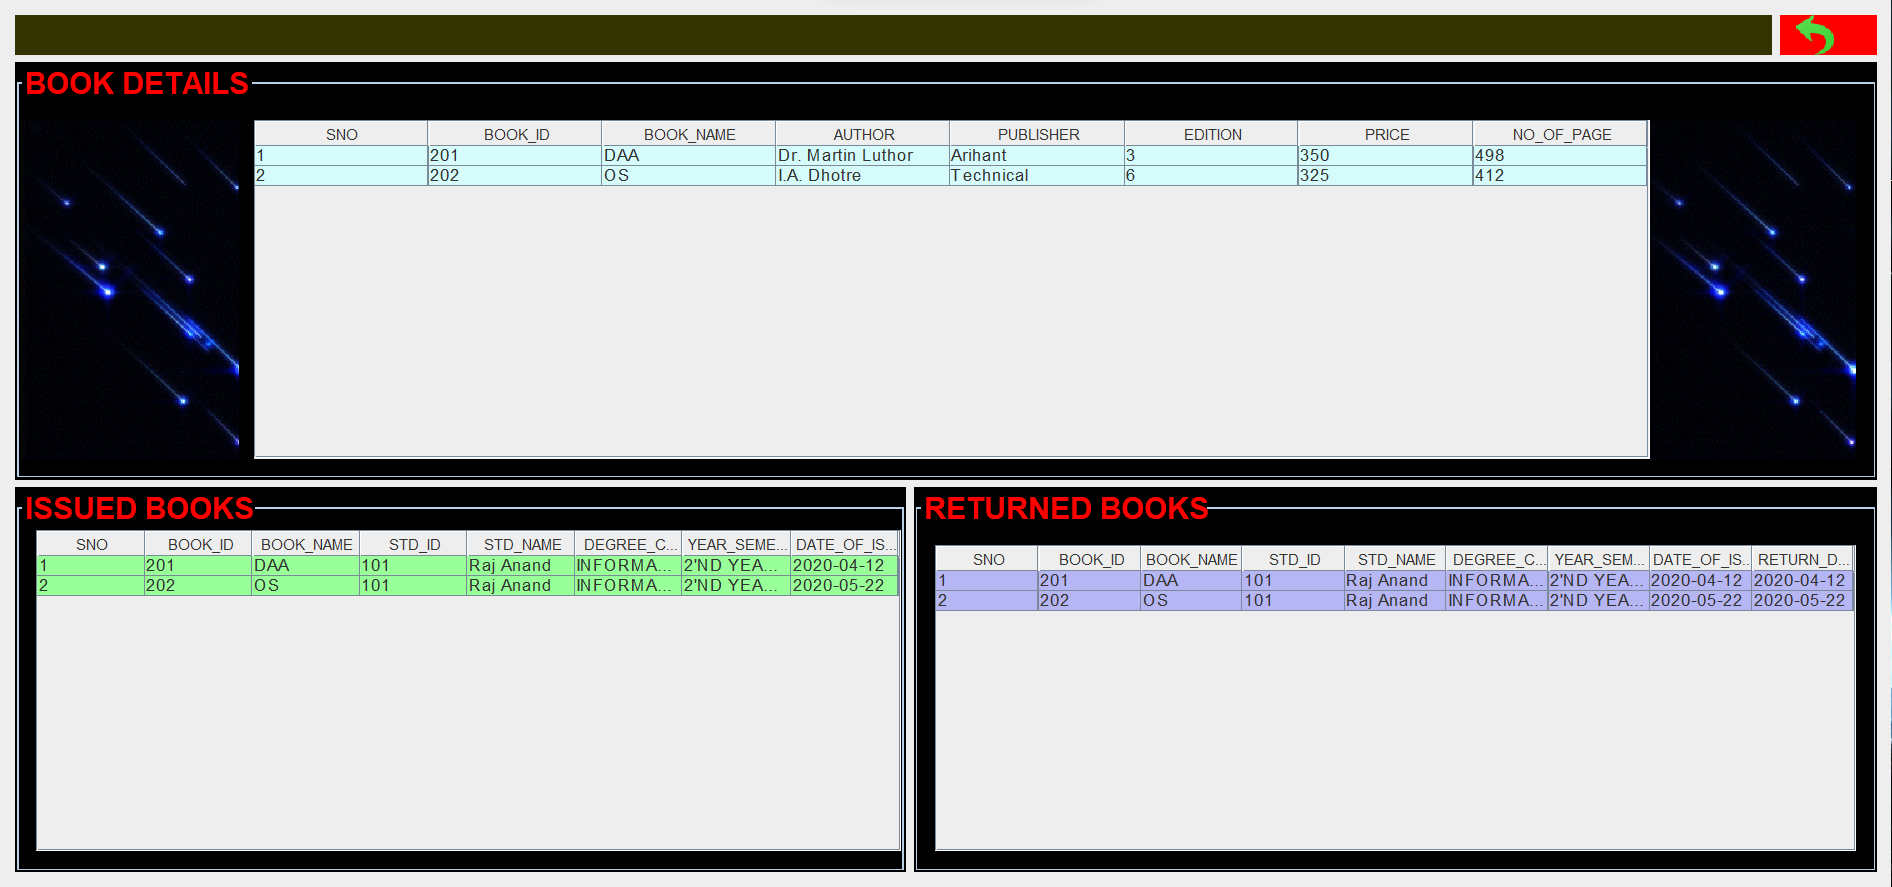 BOOK DETAILS
SNO BOOK_ID BOOK_NAME AUTHOR PUBLISHER EDITION PRICE NO_OF_PAGE
1 201 DAA Dr. Martin Luthor Arihant 3 350 498
2 202 OS I.A. Dhotre Technical 6 325 412
ISSUED BOOKS
SNO BOOK_ID BOOK_NAME STD_ID STD_NAME DEGREE_C... YEAR_SEME... DATE_OF_IS...
1 201 DAA 101 Raj Anand INFORMA... 2'ND YEA... 2020-04-12
2 202 OS 101 Raj Anand INFORMA... 2'ND YEA... 2020-05-22
RETURNED BOOKS
SNO BOOK_ID BOOK_NAME STD_ID STD_NAME DEGREE_C... YEAR_SEM... DATE_OF_IS... RETURN_D...
1 201 DAA 101 Raj Anand INFORMA... 2'ND YEA... 2020-04-12 2020-04-12
2 202 OS 101 Raj Anand INFORMA... 2'ND YEA... 2020-05-22 2020-05-22